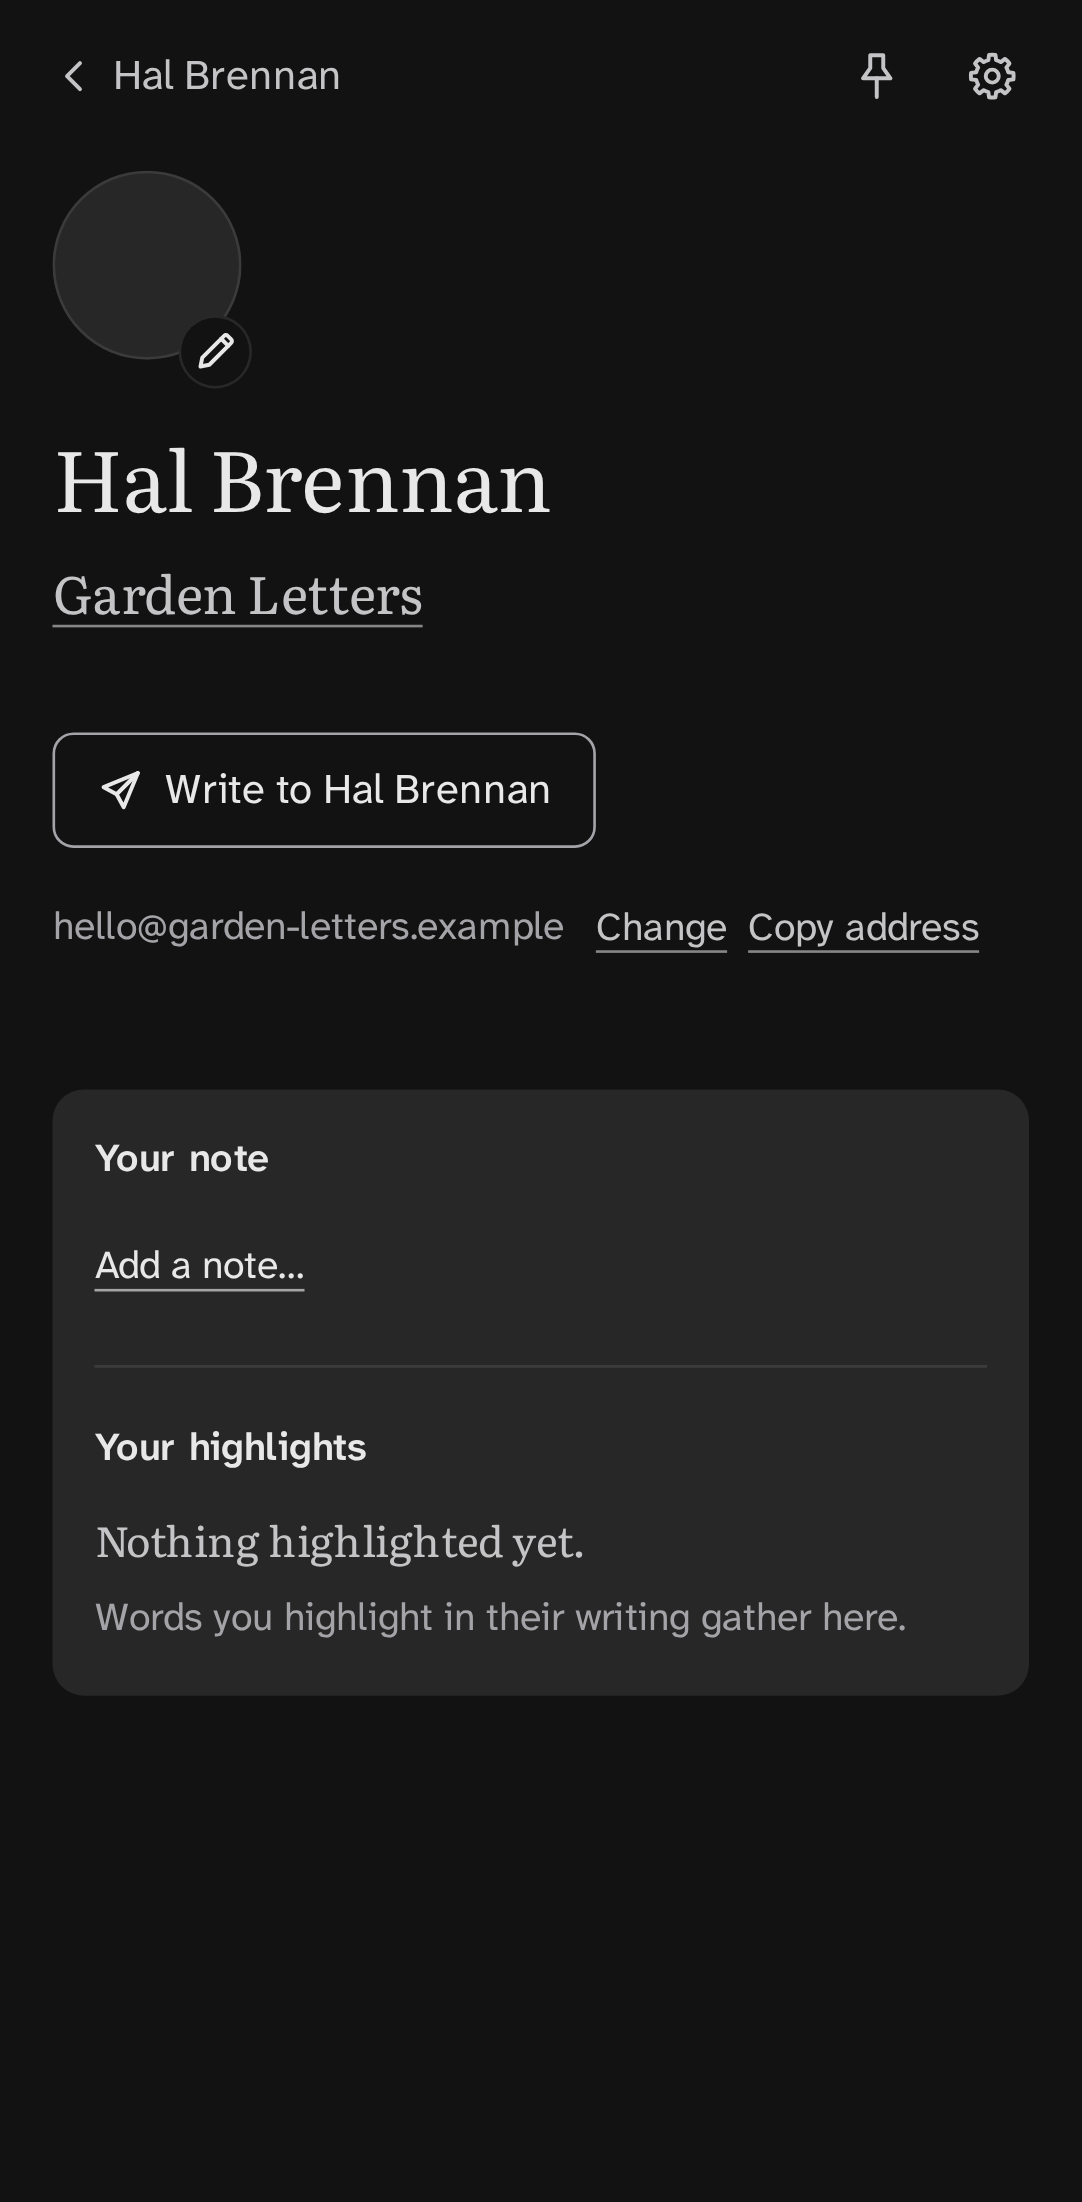 Hal Brennan
Hal Brennan
Garden Letters
Write to Hal Brennan
hello@garden-letters.example Change Copy address
Your note
Add a note...
Your highlights
Nothing highlighted yet.
Words you highlight in their writing gather here.